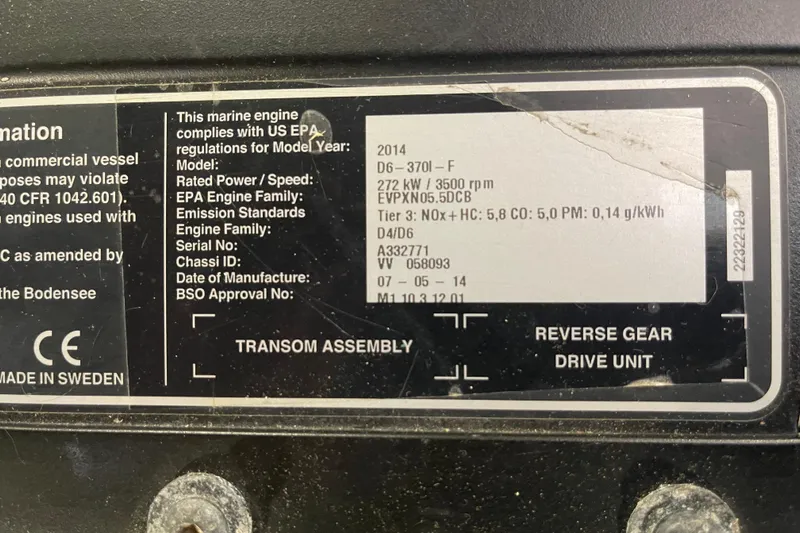 mation
commercial vessel
poses may violate
40 CFR 1042.601).
engines used with
C as amended by
the Bodensee
CE
MADE IN SWEDEN
This marine engine
complies with US EPA
regulations for Model Year: 2014
Model: D6-370I-F
Rated Power / Speed: 272 kW / 3500 rpm
EPA Engine Family: EVPXN05.5DCB
Emission Standards Tier 3: NOx+HC: 5,8 CO: 5,0 PM: 0,14 g/kWh
Engine Family: D4/D6
Serial No: A332771
Chassi ID: VV 058093
Date of Manufacture: 07 - 05 - 14
BSO Approval No: M1 10 3 12 01
22322129
TRANSOM ASSEMBLY
REVERSE GEAR
DRIVE UNIT